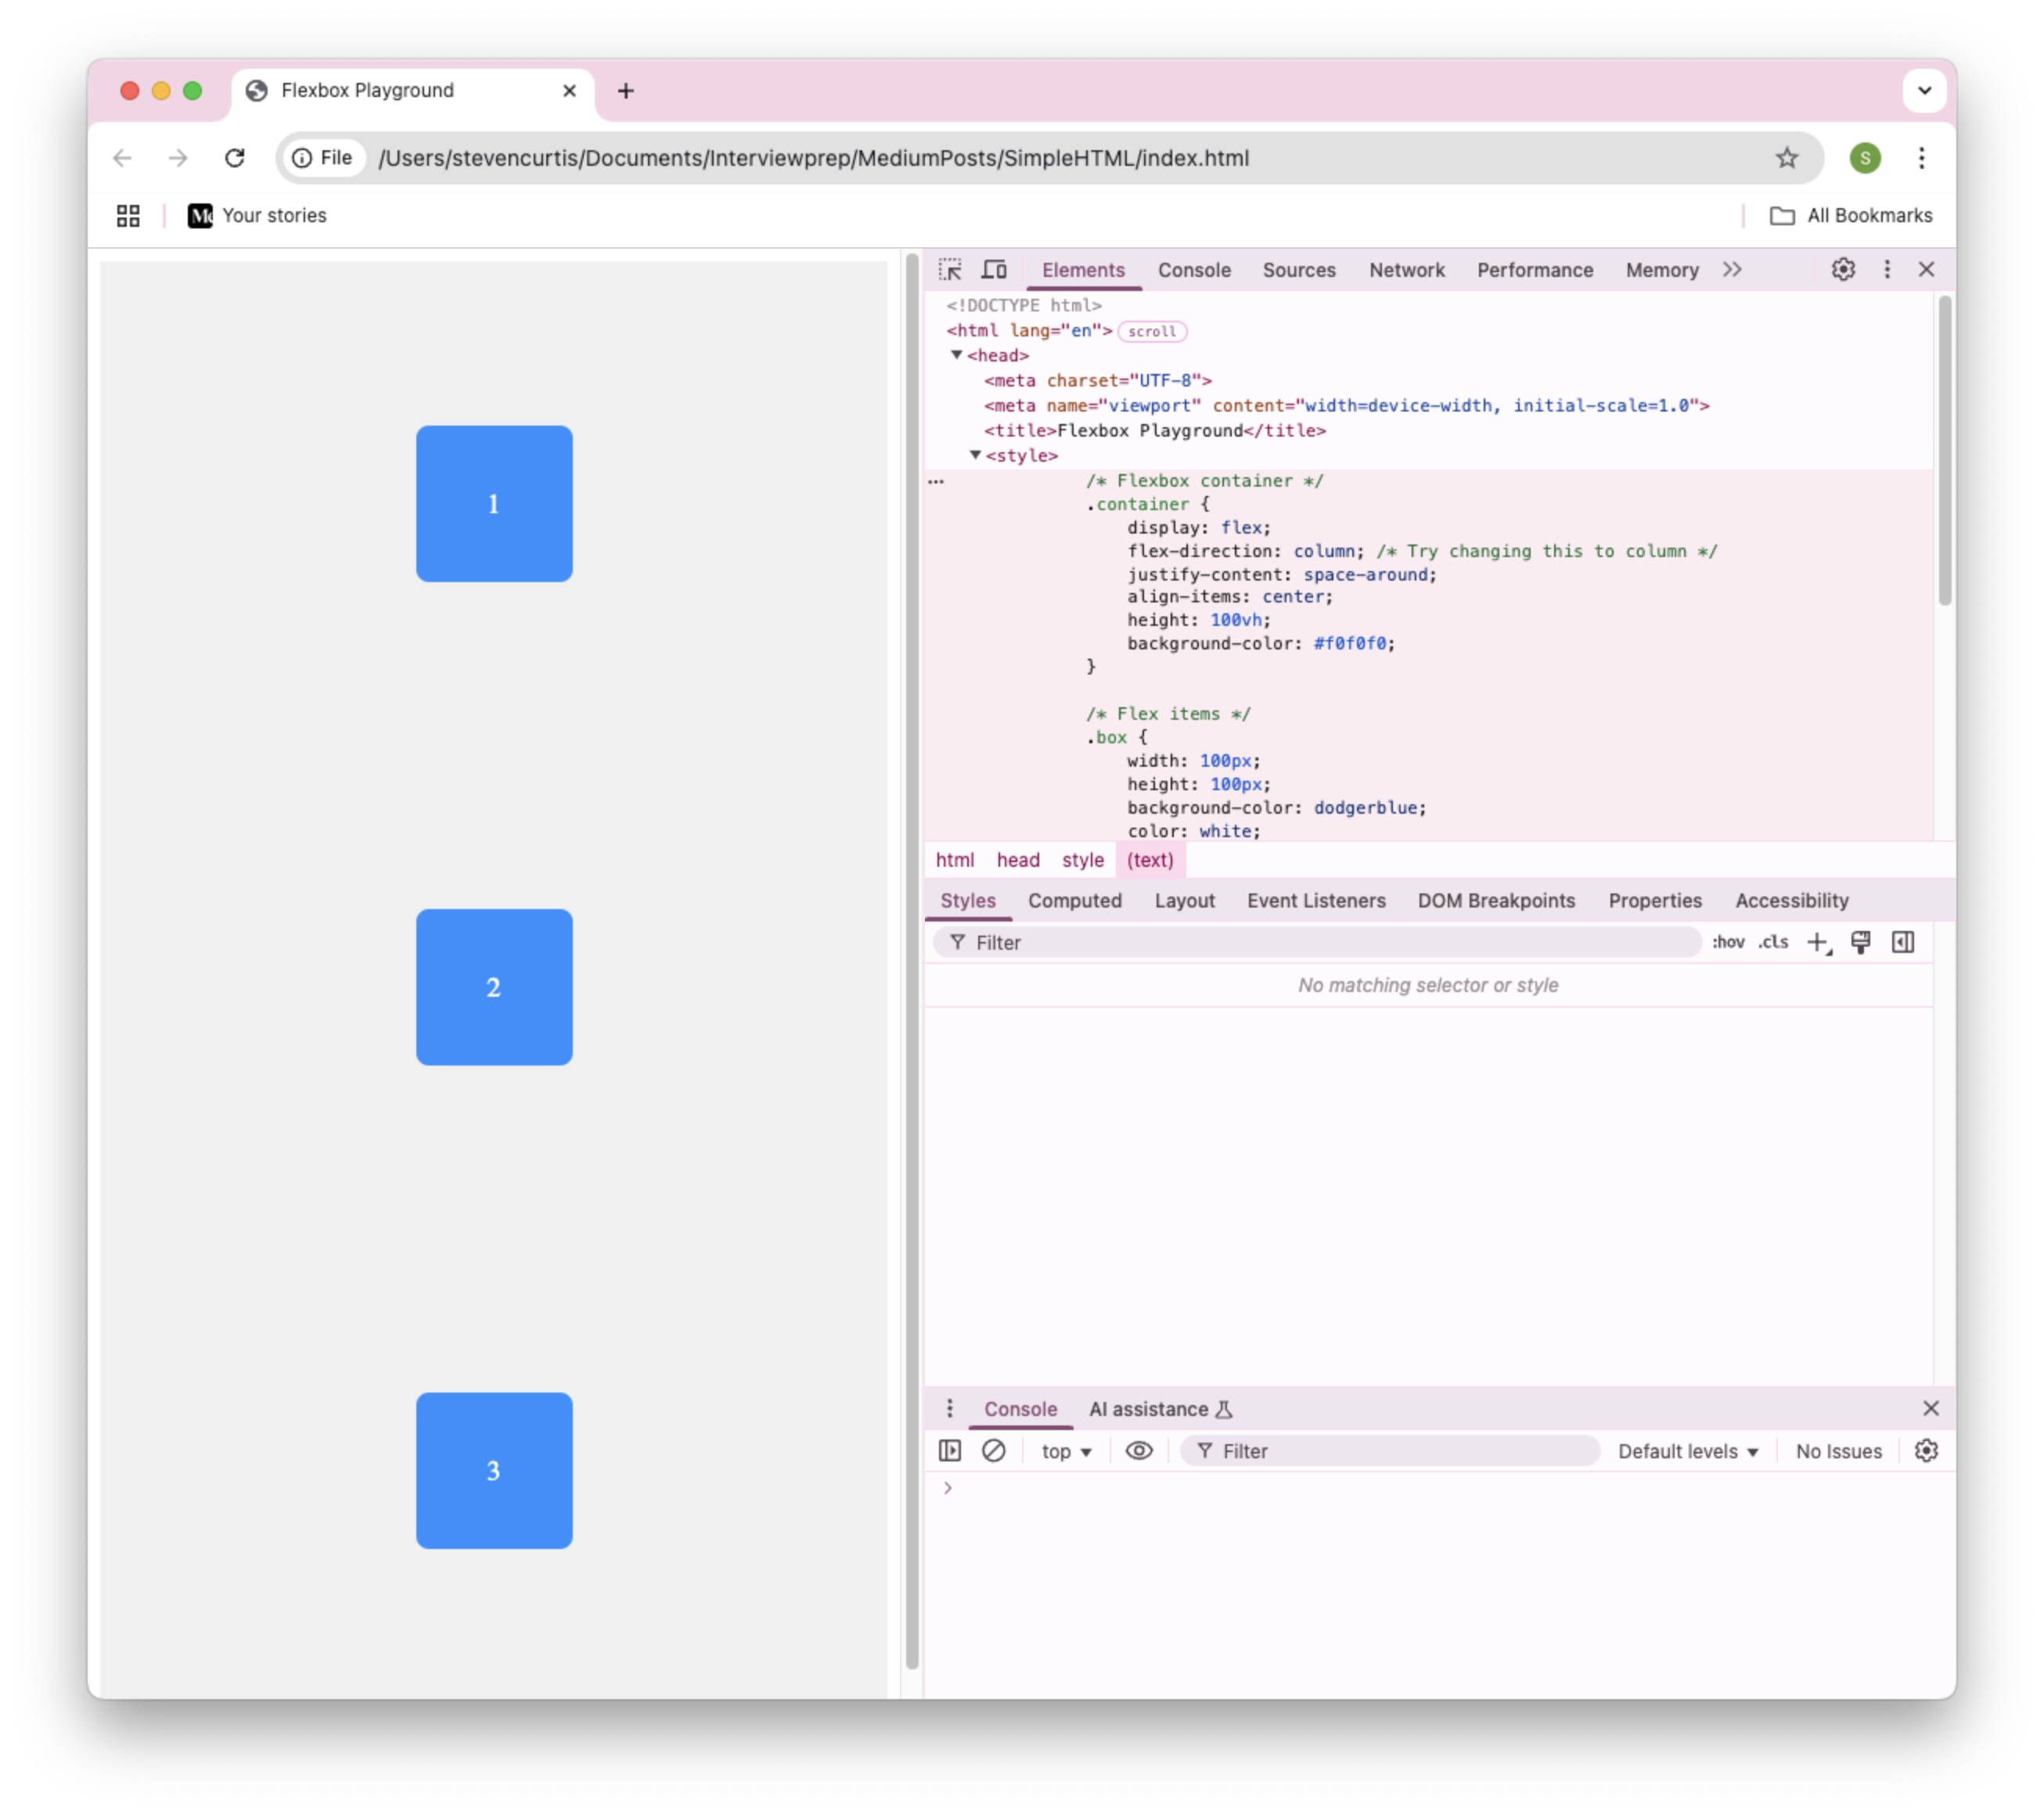 Flexbox Playground
File /Users/stevencurtis/Documents/Interviewprep/MediumPosts/SimpleHTML/index.html
S
Your stories
All Bookmarks
1
2
3
Elements Console Sources Network Performance Memory
<!DOCTYPE html>
<html lang="en"> scroll
<head>
<meta charset="UTF-8">
<meta name="viewport" content="width=device-width, initial-scale=1.0">
<title>Flexbox Playground</title>
<style>
/* Flexbox container */
.container {
display: flex;
flex-direction: column; /* Try changing this to column */
justify-content: space-around;
align-items: center;
height: 100vh;
background-color: #f0f0f0;
}
/* Flex items */
.box {
width: 100px;
height: 100px;
background-color: dodgerblue;
color: white;
html head style (text)
Styles Computed Layout Event Listeners DOM Breakpoints Properties Accessibility
Filter :hov .cls
No matching selector or style
Console AI assistance
top Filter Default levels No Issues